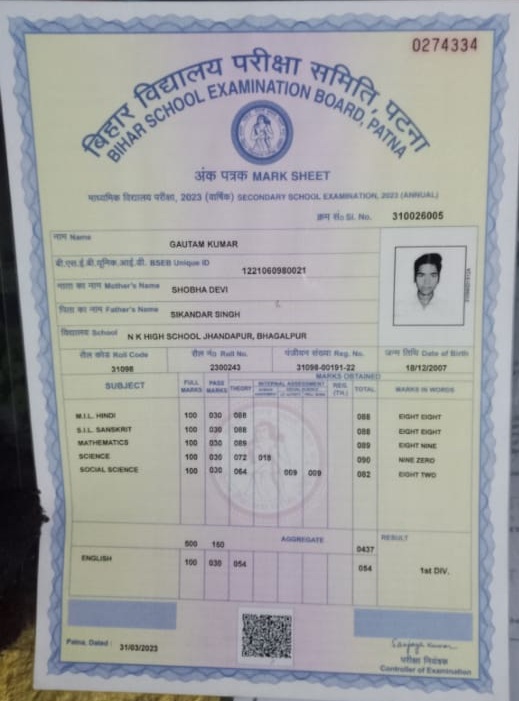 0274334
बिहार विद्यालय परीक्षा समिति, पटना
BIHAR SCHOOL EXAMINATION BOARD, PATNA
अंक पत्रक MARK SHEET
माध्यमिक विद्यालय परीक्षा, 2023 (वार्षिक) SECONDARY SCHOOL EXAMINATION, 2023 (ANNUAL)
क्रम सं० Sl. No. 310026005
नाम Name GAUTAM KUMAR
बी.एस.ई.बी.यूनिक.आई.डी. BSEB Unique ID 1221060980021
माता का नाम Mother's Name SHOBHA DEVI
पिता का नाम Father's Name SIKANDAR SINGH
विद्यालय School N K HIGH SCHOOL JHANDAPUR, BHAGALPUR
रौल कोड Roll Code रौल नं० Roll No. पंजीयन संख्या Reg. No. जन्म तिथि Date of Birth
31098 2300243 31098-00191-22 18/12/2007
MARKS OBTAINED
SUBJECT FULL MARKS PASS MARKS THEORY INTERNAL ASSESSMENT REG. (TH.) TOTAL MARKS IN WORDS
M.I.L. HINDI 100 030 088 088 EIGHT EIGHT
S.I.L. SANSKRIT 100 030 088 088 EIGHT EIGHT
MATHEMATICS 100 030 089 089 EIGHT NINE
SCIENCE 100 030 072 018 090 NINE ZERO
SOCIAL SCIENCE 100 030 064 009 009 082 EIGHT TWO
500 150 AGGREGATE 0437 RESULT
ENGLISH 100 030 054 054 1st DIV.
Patna, Dated : 31/03/2023
Sanjay Kumar
परीक्षा नियंत्रक
Controller of Examination